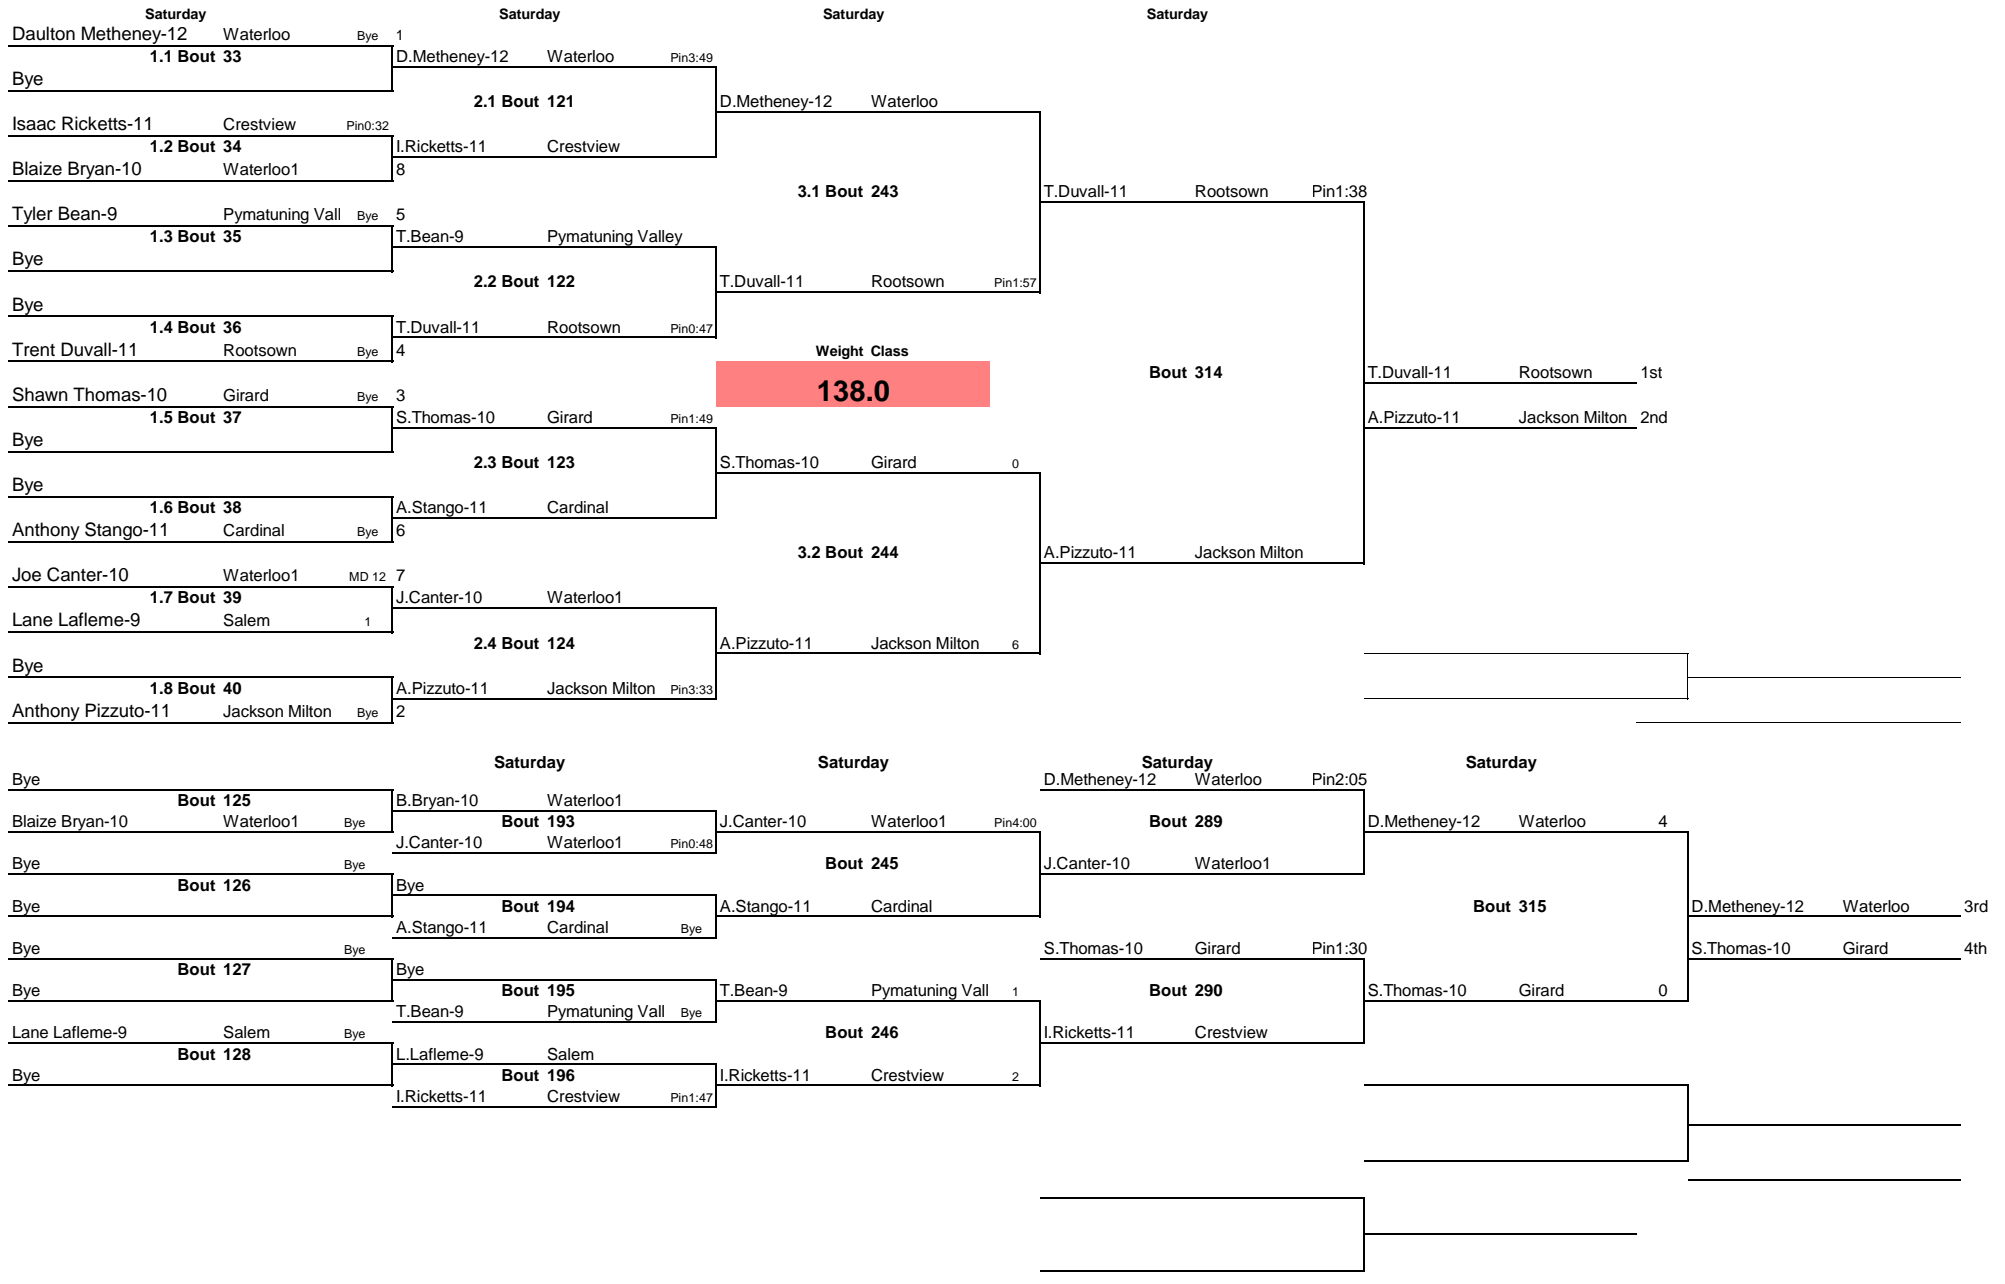 Saturday Saturday Saturday Saturday
Daulton Metheney-12 Waterloo Bye 1
1.1 Bout 33 D.Metheney-12 Waterloo Pin3:49
Bye
2.1 Bout 121 D.Metheney-12 Waterloo
Isaac Ricketts-11 Crestview Pin0:32
1.2 Bout 34 I.Ricketts-11 Crestview
Blaize Bryan-10 Waterloo1 8
3.1 Bout 243 T.Duvall-11 Rootsown Pin1:38
Tyler Bean-9 Pymatuning Vall Bye 5
1.3 Bout 35 T.Bean-9 Pymatuning Valley
Bye
2.2 Bout 122 T.Duvall-11 Rootsown Pin1:57
Bye
1.4 Bout 36 T.Duvall-11 Rootsown Pin0:47
Trent Duvall-11 Rootsown Bye 4 Weight Class
Bout 314 T.Duvall-11 Rootsown 1st
138.0
Shawn Thomas-10 Girard Bye 3
1.5 Bout 37 S.Thomas-10 Girard Pin1:49 A.Pizzuto-11 Jackson Milton 2nd
Bye
2.3 Bout 123 S.Thomas-10 Girard 0
Bye
1.6 Bout 38 A.Stango-11 Cardinal
Anthony Stango-11 Cardinal Bye 6
3.2 Bout 244 A.Pizzuto-11 Jackson Milton
Joe Canter-10 Waterloo1 MD 12 7
1.7 Bout 39 J.Canter-10 Waterloo1
Lane Lafleme-9 Salem 1
2.4 Bout 124 A.Pizzuto-11 Jackson Milton 6
Bye
1.8 Bout 40 A.Pizzuto-11 Jackson Milton Pin3:33
Anthony Pizzuto-11 Jackson Milton Bye 2
Saturday Saturday Saturday Saturday
Bye D.Metheney-12 Waterloo Pin2:05
Bout 125 B.Bryan-10 Waterloo1
Blaize Bryan-10 Waterloo1 Bye Bout 193 J.Canter-10 Waterloo1 Pin4:00 Bout 289 D.Metheney-12 Waterloo 4
J.Canter-10 Waterloo1 Pin0:48
Bye Bye Bout 245 J.Canter-10 Waterloo1
Bout 126 Bye
Bye Bout 194 A.Stango-11 Cardinal Bout 315 D.Metheney-12 Waterloo 3rd
A.Stango-11 Cardinal Bye
Bye Bye S.Thomas-10 Girard Pin1:30 S.Thomas-10 Girard 4th
Bout 127 Bye
Bye Bout 195 T.Bean-9 Pymatuning Vall 1 Bout 290 S.Thomas-10 Girard 0
T.Bean-9 Pymatuning Vall Bye
Lane Lafleme-9 Salem Bye Bout 246 I.Ricketts-11 Crestview
Bout 128 L.Lafleme-9 Salem
Bye Bout 196 I.Ricketts-11 Crestview 2
I.Ricketts-11 Crestview Pin1:47